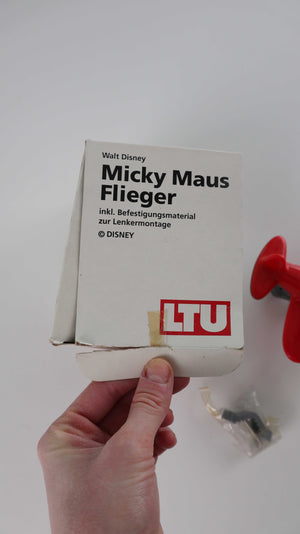 Walt Disney
Micky Maus
Flieger
inkl. Befestigungsmaterial
zur Lenkermontage
© DISNEY
LTU